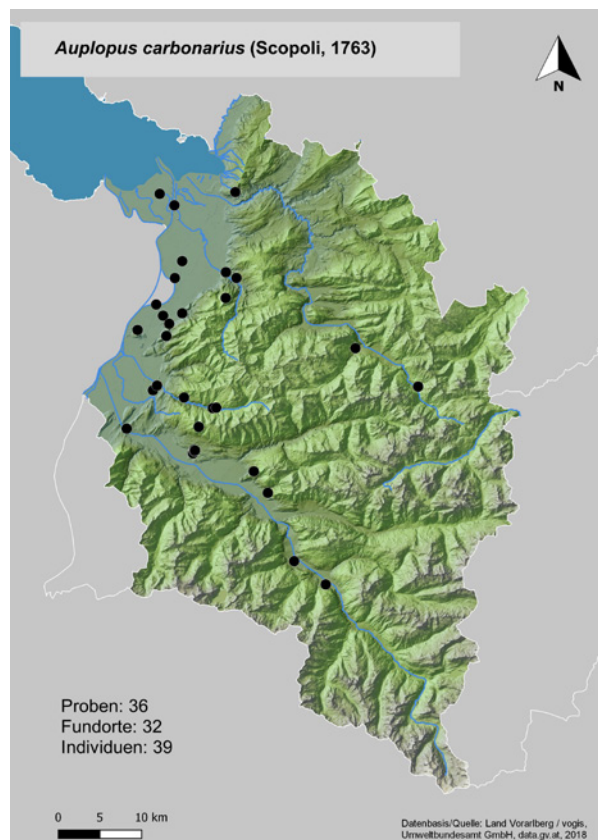 Auplopus carbonarius (Scopoli, 1763)
N
Proben: 36
Fundorte: 32
Individuen: 39
0 5 10 km
Datenbasis/Quelle: Land Vorarlberg / vogis,
Umweltbundesamt GmbH, data.gv.at, 2018